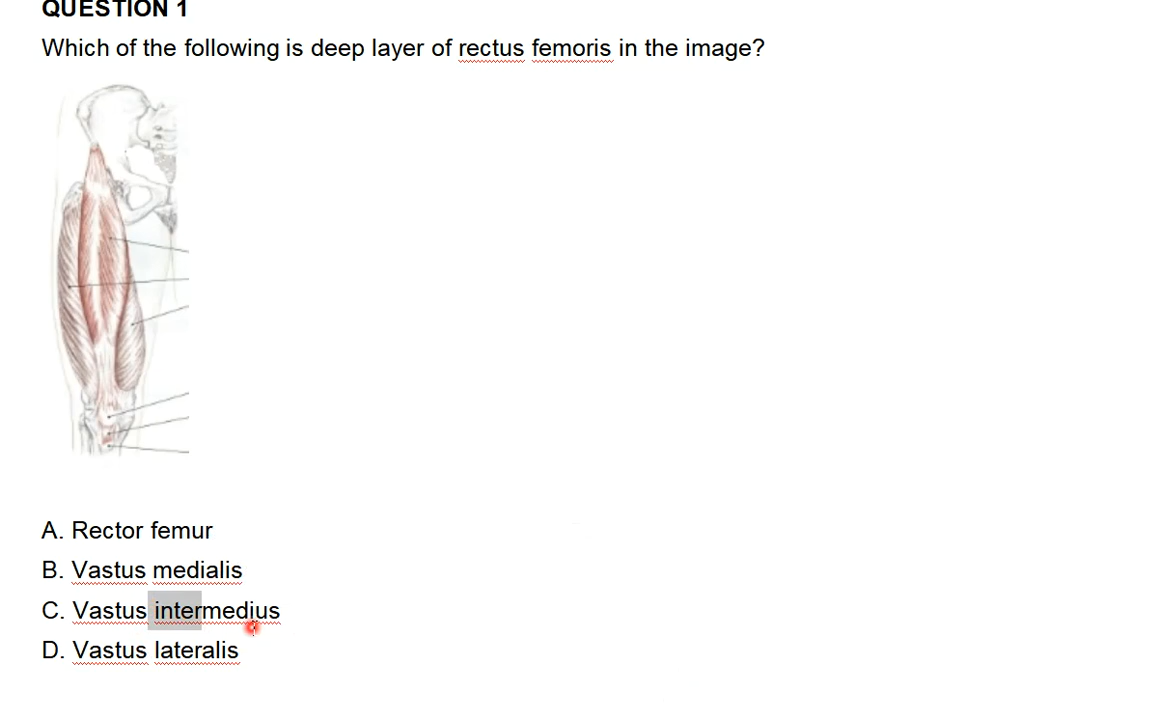 QUESTION 1
Which of the following is deep layer of rectus femoris in the image?
A. Rector femur
B. Vastus medialis
C. Vastus intermedius
D. Vastus lateralis